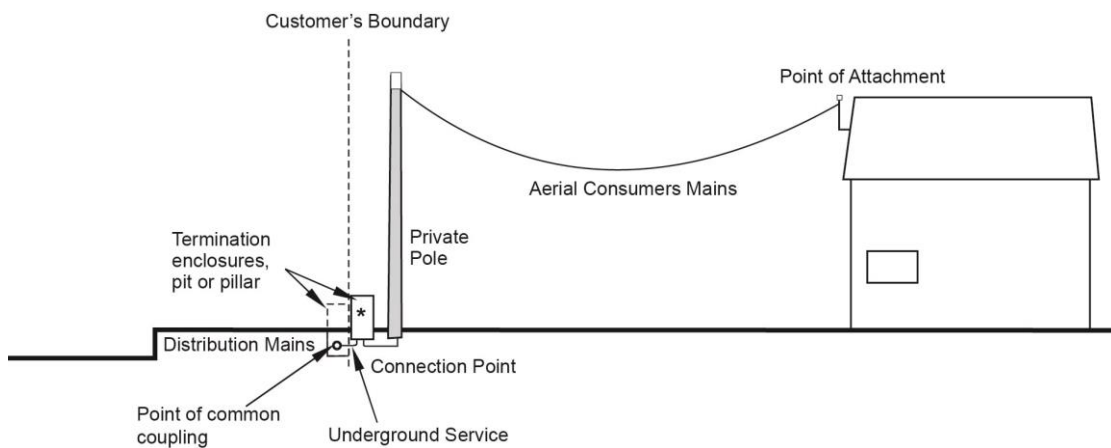 Customer's Boundary
Point of Attachment
Aerial Consumers Mains
Termination
enclosures,
pit or pillar
Private
Pole
*
Distribution Mains
Connection Point
Point of common
coupling
Underground Service